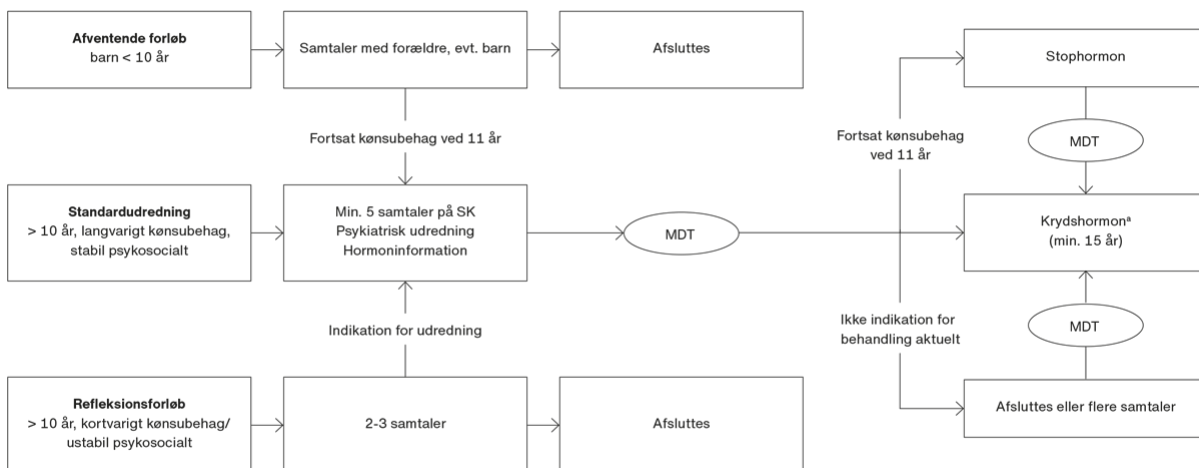 Afventende forløb
barn < 10 år
Samtaler med forældre, evt. barn
Afsluttes
Stophormon
Fortsat kønsubehag ved 11 år
Fortsat kønsubehag
ved 11 år
MDT
Standardudredning
> 10 år, langvarigt kønsubehag,
stabil psykosocialt
Min. 5 samtaler på SK
Psykiatrisk udredning
Hormoninformation
MDT
Krydshormonª
(min. 15 år)
Indikation for udredning
Ikke indikation for
behandling aktuelt
MDT
Refleksionsforløb
> 10 år, kortvarigt kønsubehag/
ustabil psykosocialt
2-3 samtaler
Afsluttes
Afsluttes eller flere samtaler